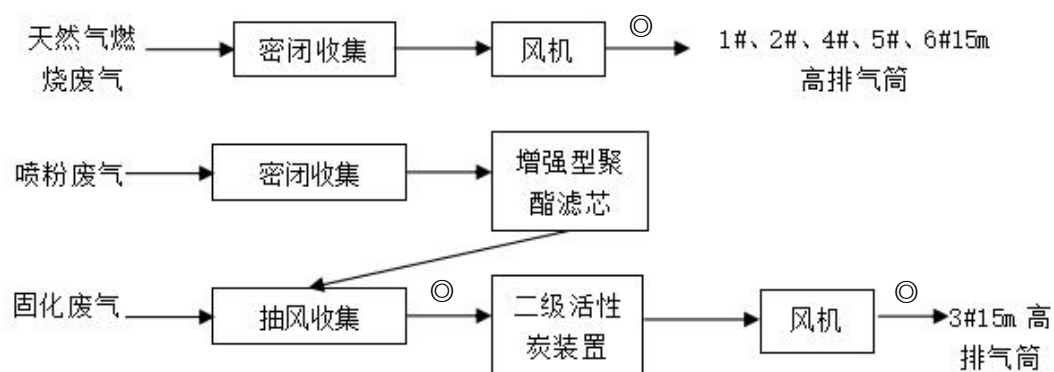 天然气燃
烧废气
密闭收集
风机
◎
1#、2#、4#、5#、6#15m
高排气筒
喷粉废气
密闭收集
增强型聚
酯滤芯
固化废气
抽风收集
◎
二级活性
炭装置
风机
◎
3#15m 高
排气筒